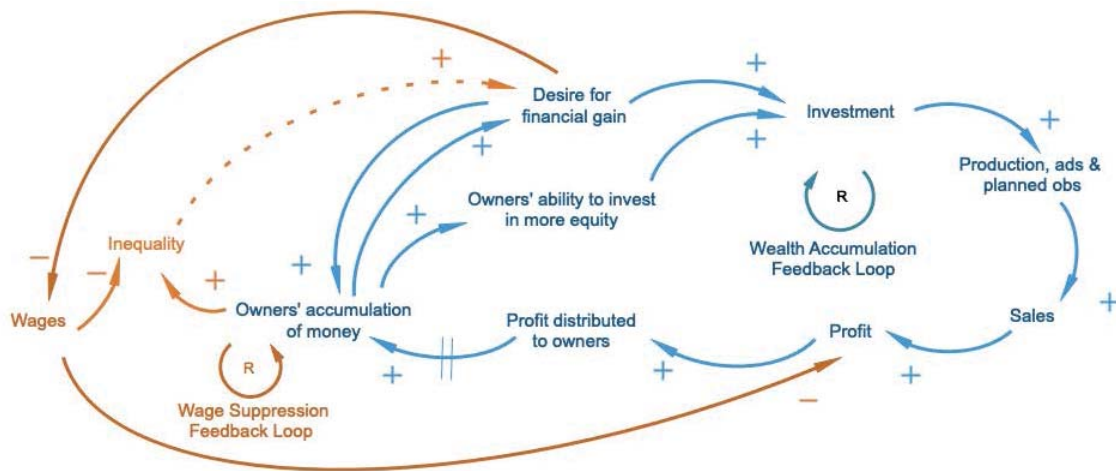 Desire for
financial gain
Investment
Production, ads &
planned obs
Owners' ability to invest
in more equity
R
Wealth Accumulation
Feedback Loop
Inequality
Wages
Owners' accumulation
of money
Profit distributed
to owners
Profit
Sales
R
Wage Suppression
Feedback Loop
+
+
+
+
+
+
+
+
+
+
+
+
−
−
−